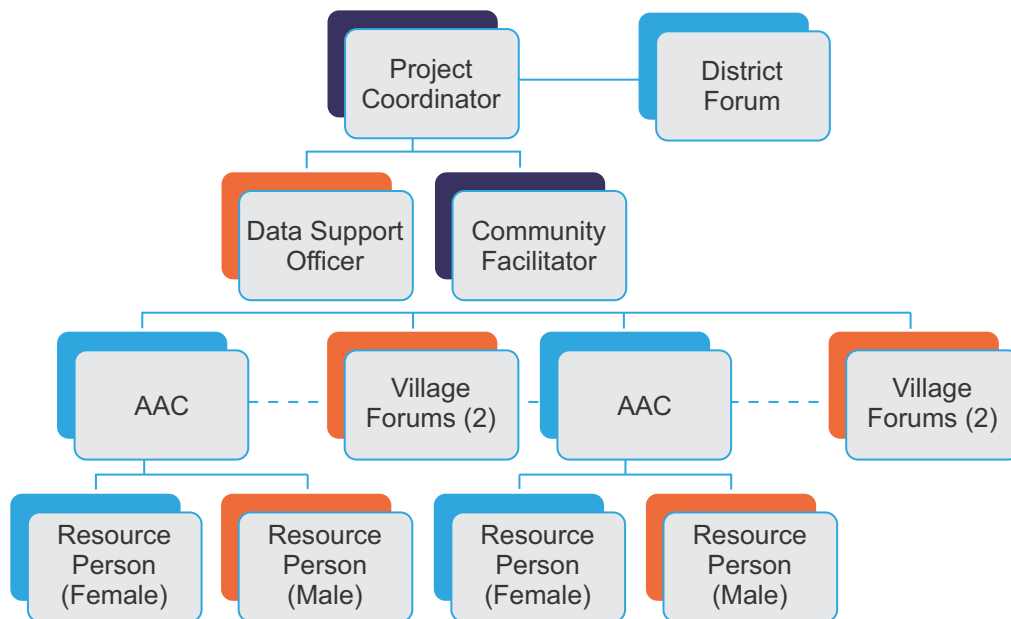 Project
Coordinator
District
Forum
Data Support
Officer
Community
Facilitator
AAC
Village
Forums (2)
AAC
Village
Forums (2)
Resource
Person
(Female)
Resource
Person
(Male)
Resource
Person
(Female)
Resource
Person
(Male)